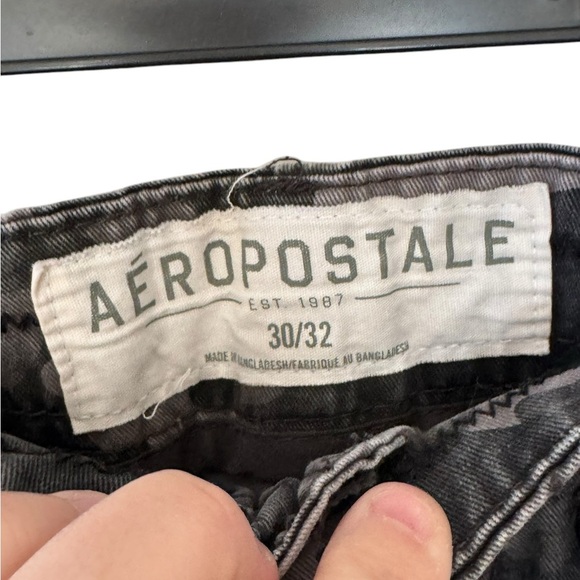 AÉROPOSTALE
EST. 1987
30/32
MADE IN BANGLADESH/FABRIQUE AU BANGLADESH